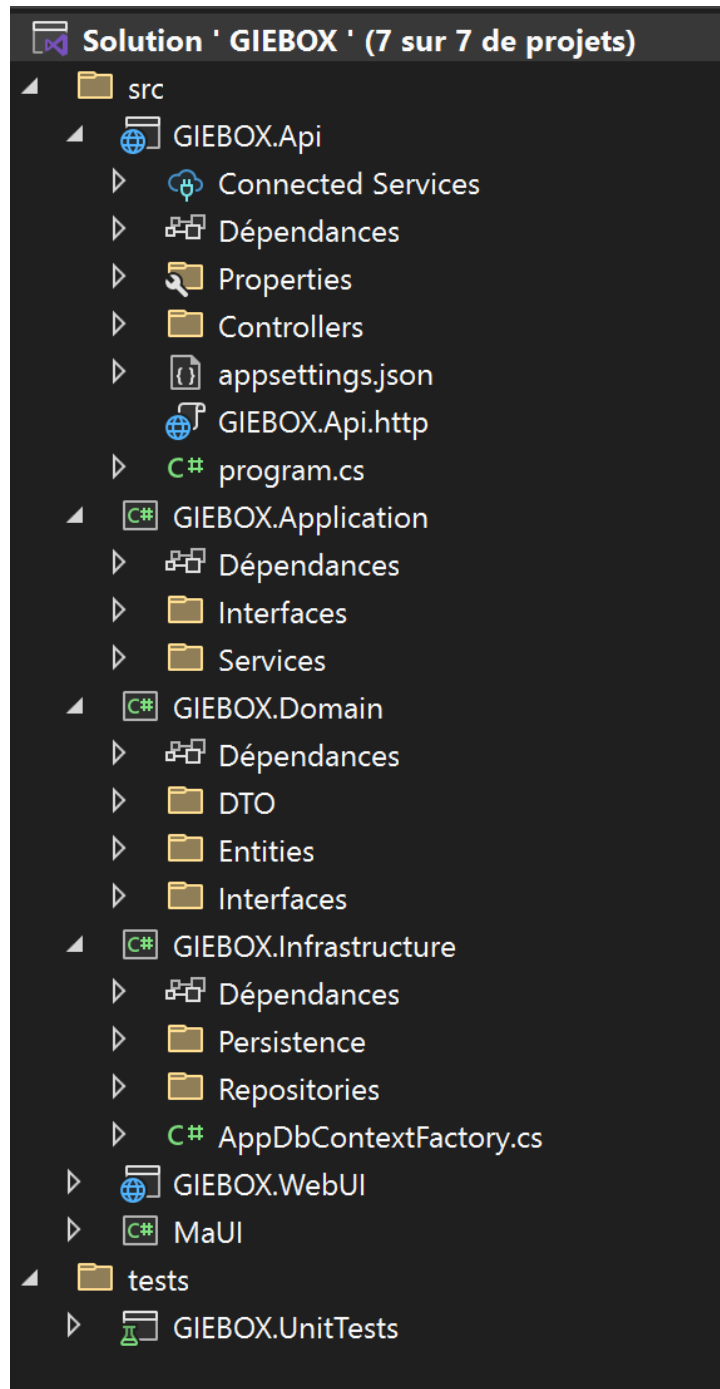 Solution ' GIEBOX ' (7 sur 7 de projets)
src
GIEBOX.Api
Connected Services
Dépendances
Properties
Controllers
appsettings.json
GIEBOX.Api.http
C# program.cs
C# GIEBOX.Application
Dépendances
Interfaces
Services
C# GIEBOX.Domain
Dépendances
DTO
Entities
Interfaces
C# GIEBOX.Infrastructure
Dépendances
Persistence
Repositories
C# AppDbContextFactory.cs
GIEBOX.WebUI
C# MaUI
tests
GIEBOX.UnitTests